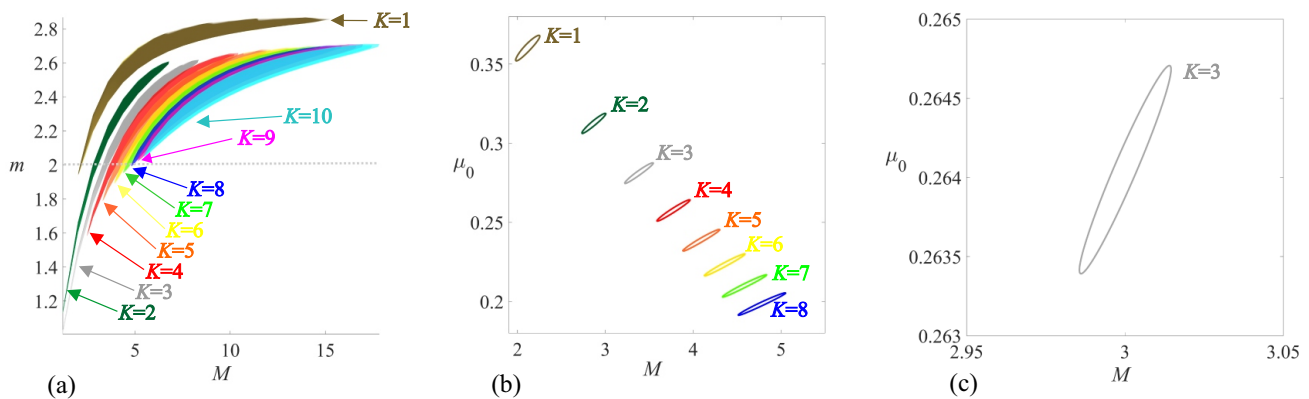 2.8
2.6
2.4
2.2
2
1.8
1.6
1.4
1.2
m
5
10
15
M
K=1
K=10
K=9
K=8
K=7
K=6
K=5
K=4
K=3
K=2
(a)
0.35
0.3
0.25
0.2
μ0
2
3
4
5
M
K=1
K=2
K=3
K=4
K=5
K=6
K=7
K=8
(b)
0.265
0.2645
0.264
0.2635
0.263
μ0
2.95
3
3.05
M
K=3
(c)